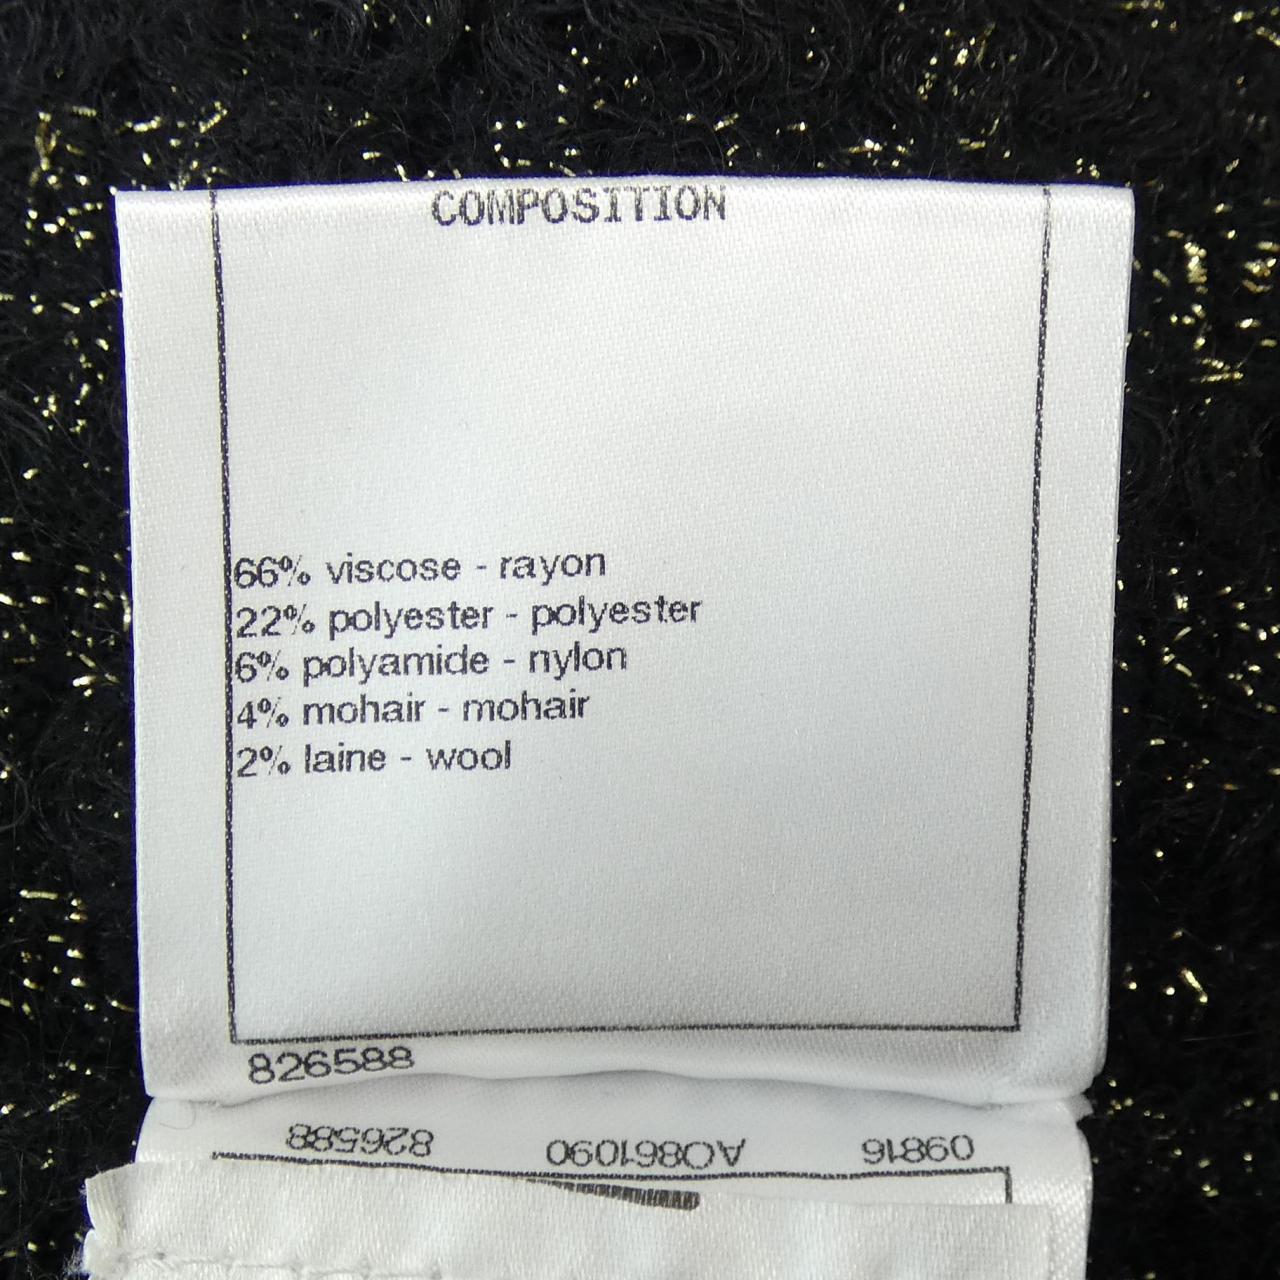 COMPOSITION
66% viscose - rayon
22% polyester - polyester
6% polyamide - nylon
4% mohair - mohair
2% laine - wool
826588
09816 AO861090 826588